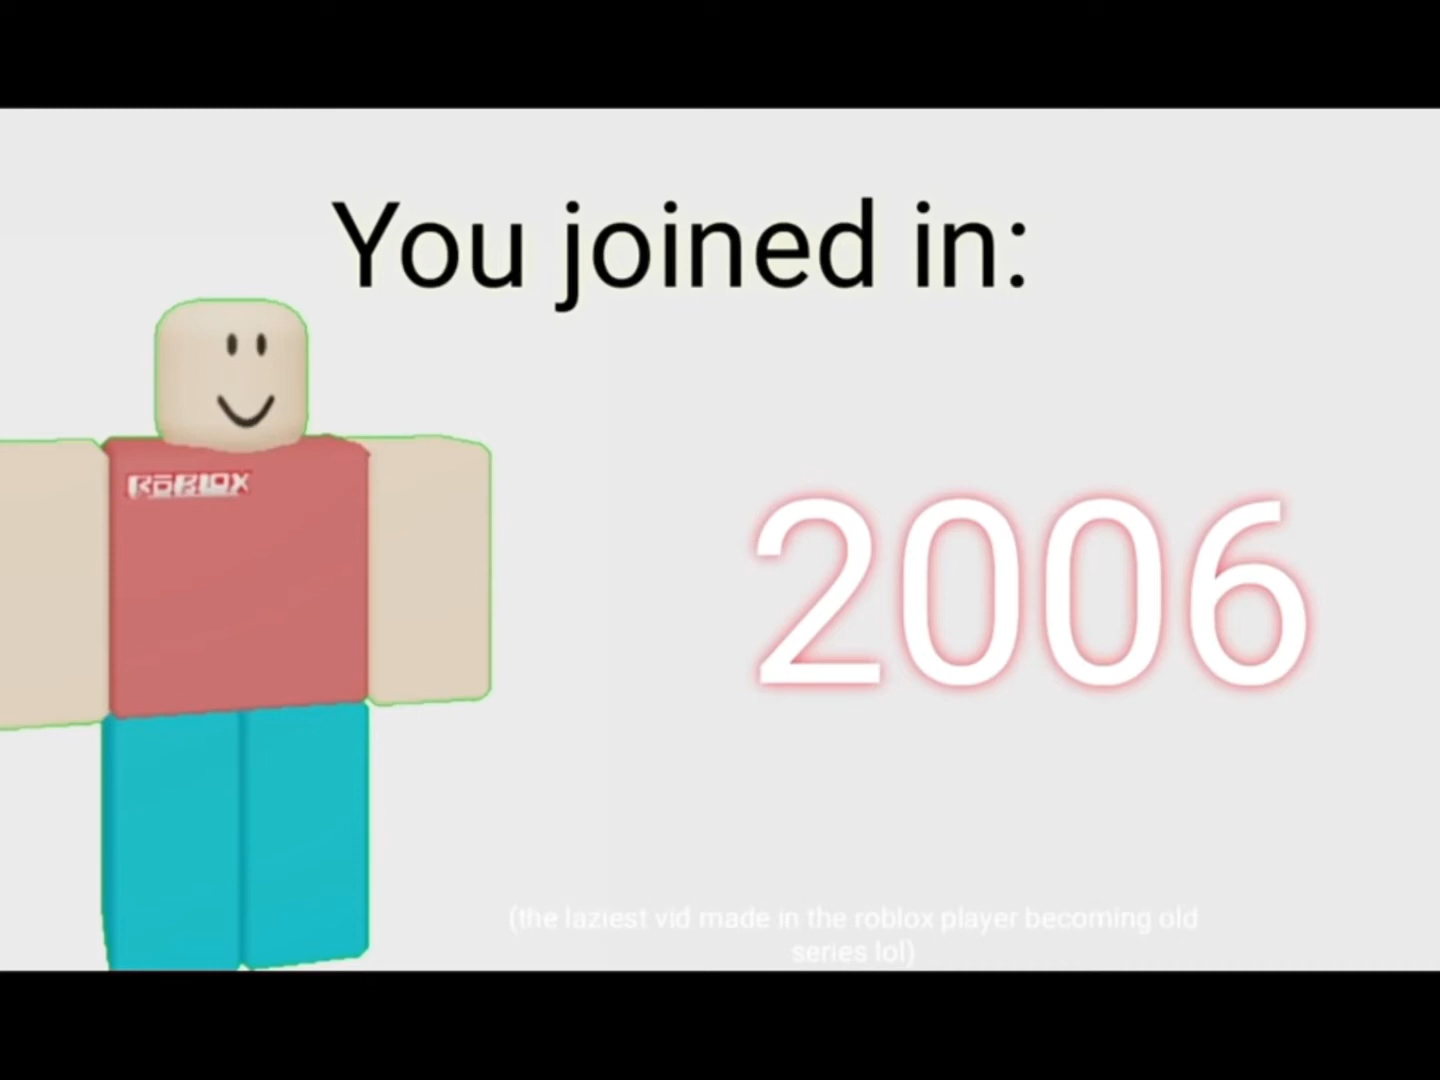 You joined in:
ROBLOX
2006
(the laziest vid made in the roblox player becoming old
series lol)